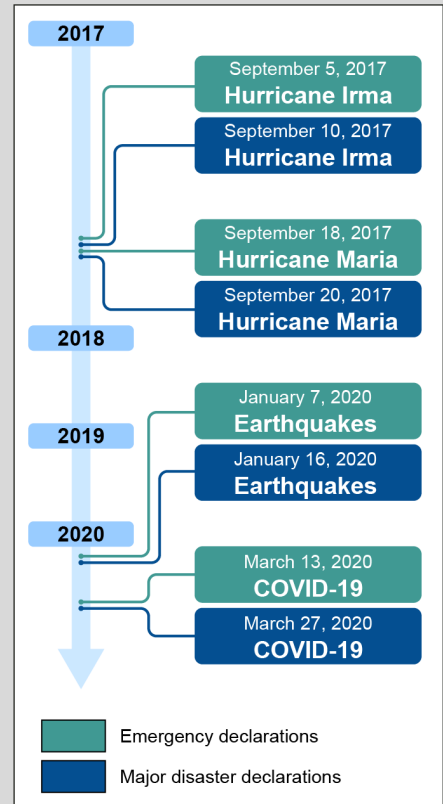 2017
September 5, 2017
Hurricane Irma
September 10, 2017
Hurricane Irma
September 18, 2017
Hurricane Maria
September 20, 2017
Hurricane Maria
2018
January 7, 2020
Earthquakes
2019
January 16, 2020
Earthquakes
2020
March 13, 2020
COVID-19
March 27, 2020
COVID-19
Emergency declarations
Major disaster declarations